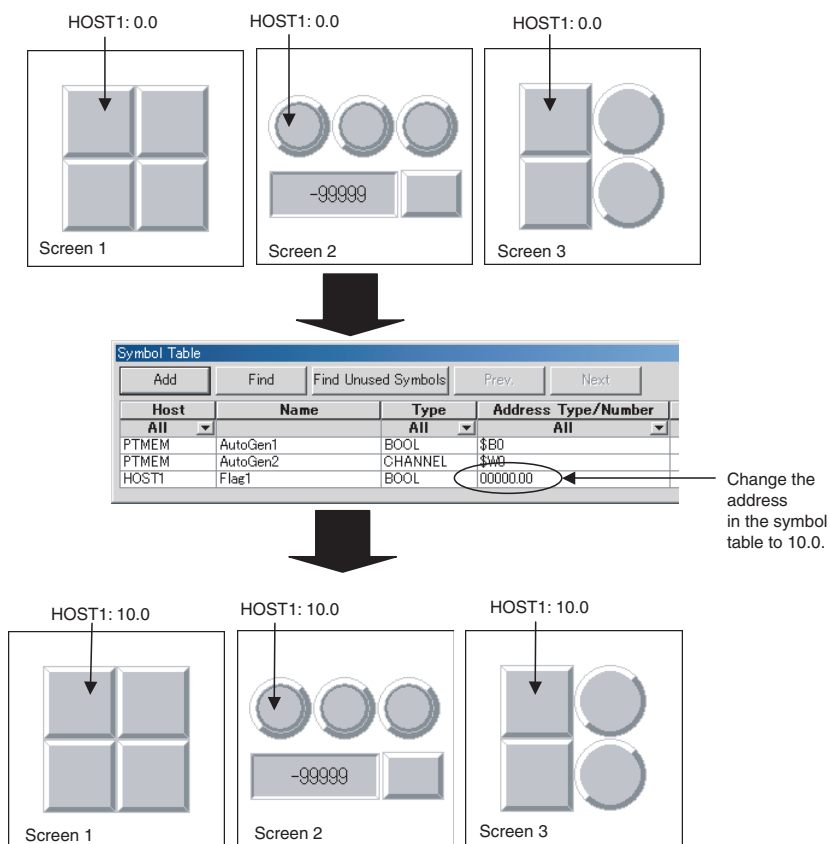 HOST1: 0.0
HOST1: 0.0
HOST1: 0.0
-99999
Screen 1
Screen 2
Screen 3
Symbol Table
Add
Find
Find Unused Symbols
Prev.
Next
Host
Name
Type
Address Type/Number
All
All
All
PTMEM
AutoGen1
BOOL
$B0
PTMEM
AutoGen2
CHANNEL
$W0
HOST1
Flag1
BOOL
00000.00
Change the
address
in the symbol
table to 10.0.
HOST1: 10.0
HOST1: 10.0
HOST1: 10.0
-99999
Screen 1
Screen 2
Screen 3